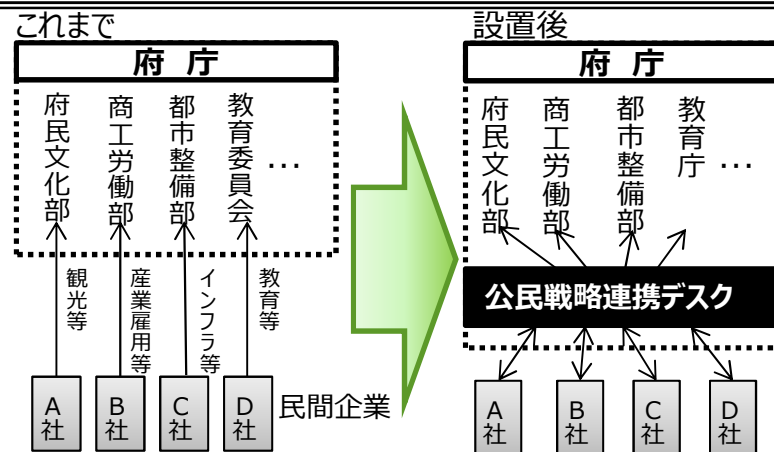 これまで
府 庁
府民文化部
商工労働部
都市整備部
教育委員会
…
観光等
産業雇用等
インフラ等
教育等
A社
B社
C社
D社
民間企業
設置後
府 庁
府民文化部
商工労働部
都市整備部
教育庁
…
公民戦略連携デスク
A社
B社
C社
D社